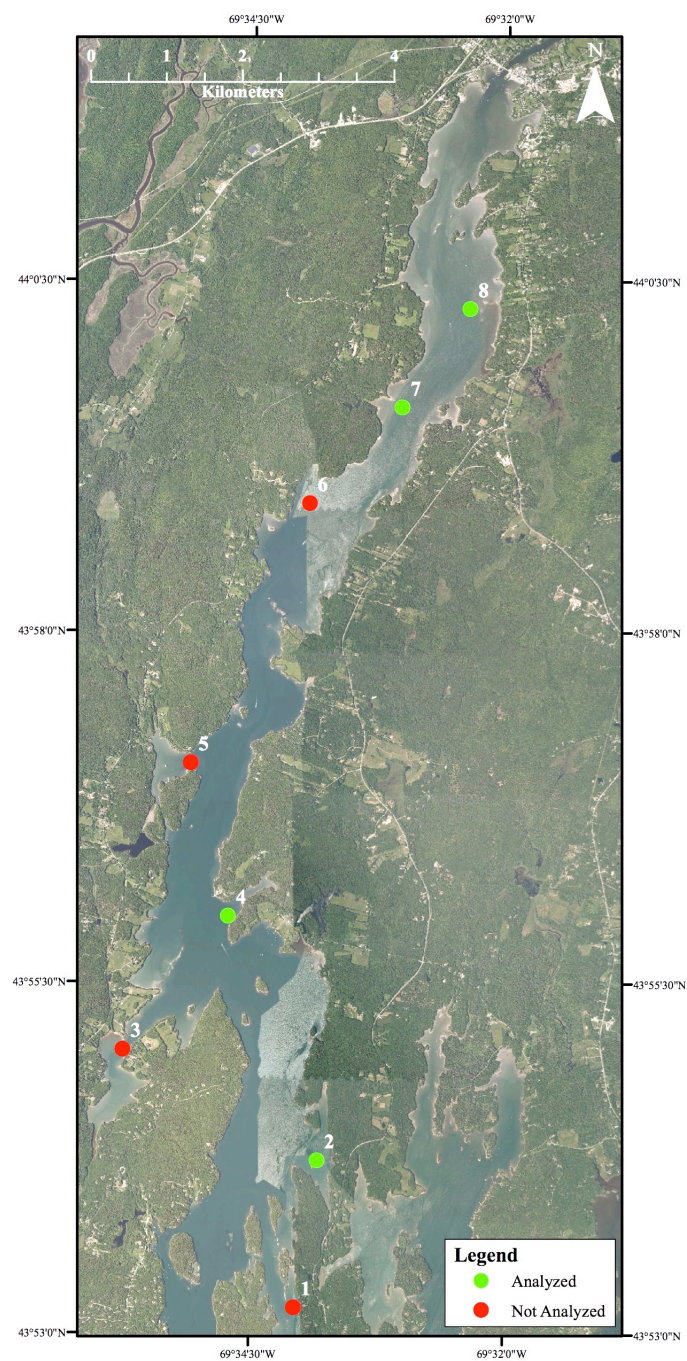 69°34'30"W 69°32'0"W
0 1 2 4
Kilometers
N
44°0'30"N 44°0'30"N
8
7
6
43°58'0"N 43°58'0"N
5
4
43°55'30"N 43°55'30"N
3
2
1
Legend
Analyzed
Not Analyzed
43°53'0"N 43°53'0"N
69°34'30"W 69°32'0"W